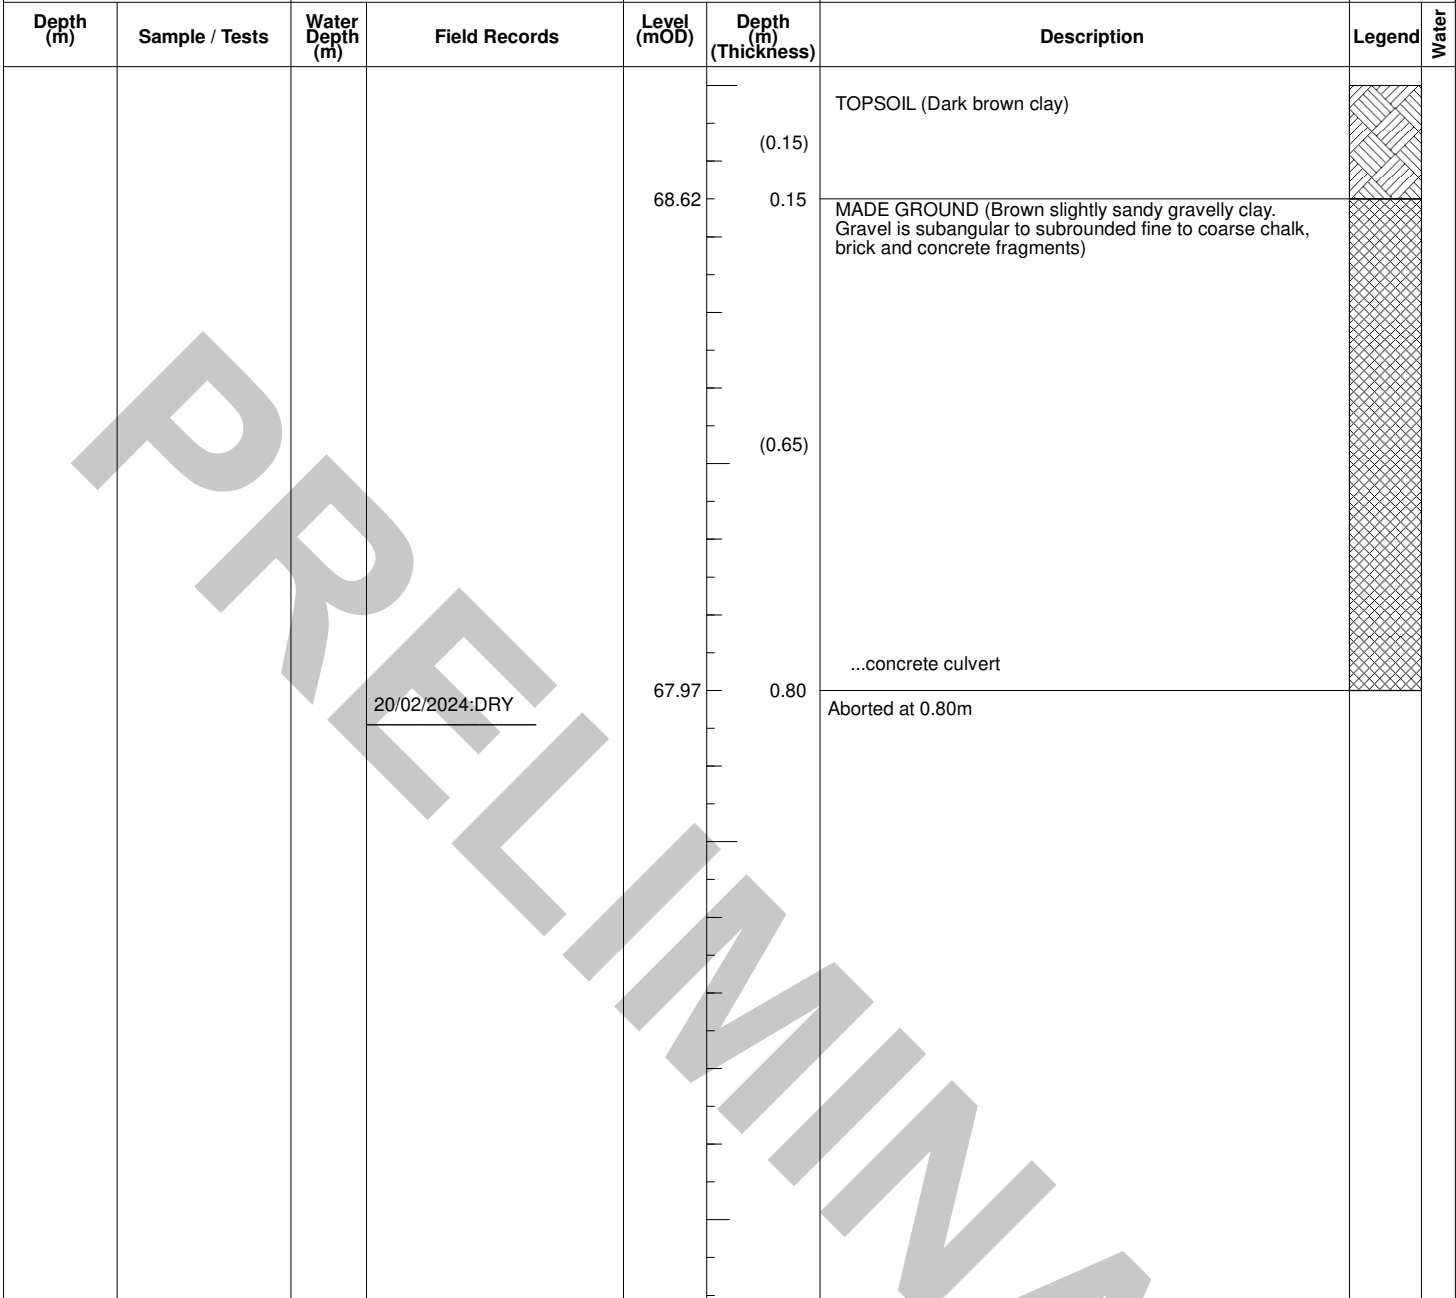 Depth
(m)
Sample / Tests
Water
Depth
(m)
Field Records
Level
(mOD)
Depth
(m)
(Thickness)
Description
Legend
Water
TOPSOIL (Dark brown clay)
(0.15)
68.62
0.15
MADE GROUND (Brown slightly sandy gravelly clay.
Gravel is subangular to subrounded fine to coarse chalk,
brick and concrete fragments)
(0.65)
...concrete culvert
67.97
0.80
20/02/2024:DRY
Aborted at 0.80m
PRELIMINA